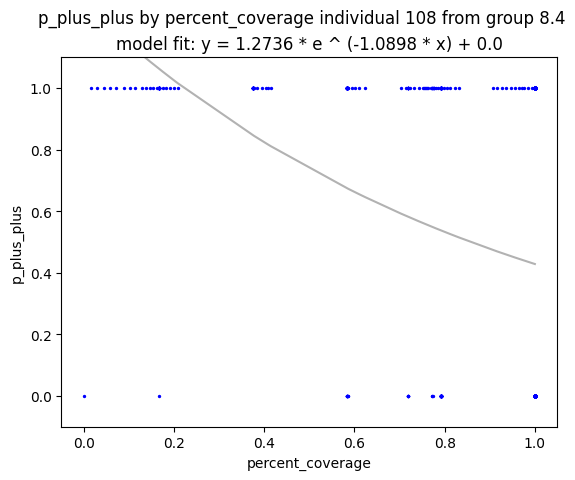 p_plus_plus by percent_coverage individual 108 from group 8.4
model fit: y = 1.2736 * e ^ (-1.0898 * x) + 0.0
1.0
0.8
0.6
0.4
0.2
0.0
p_plus_plus
0.0 0.2 0.4 0.6 0.8 1.0
percent_coverage